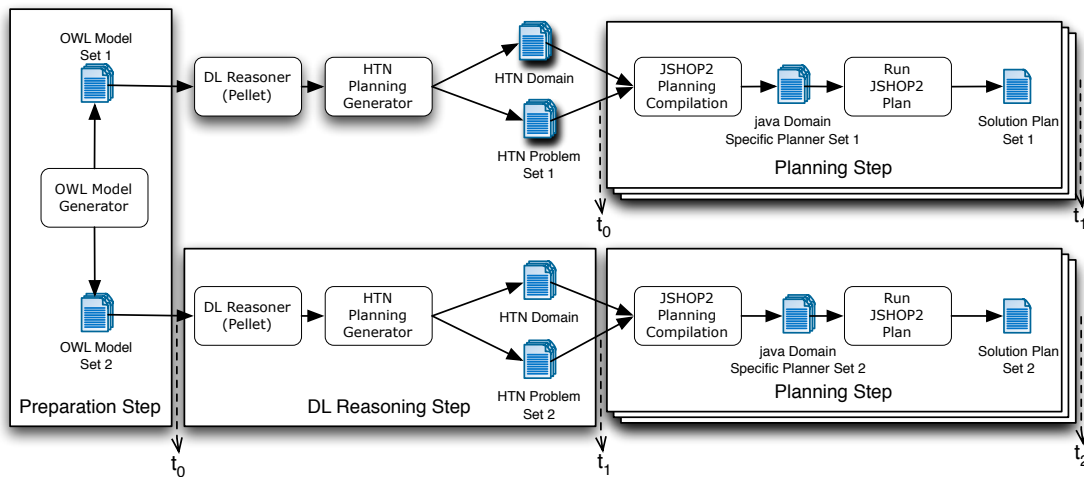 OWL Model
Set 1
DL Reasoner
(Pellet)
HTN
Planning
Generator
HTN Domain
HTN Problem
Set 1
JSHOP2
Planning
Compilation
java Domain
Specific Planner Set 1
Run
JSHOP2
Plan
Solution Plan
Set 1
Planning Step
t0
t1
OWL Model
Generator
OWL Model
Set 2
Preparation Step
t0
DL Reasoner
(Pellet)
HTN
Planning
Generator
HTN Domain
HTN Problem
Set 2
DL Reasoning Step
t1
JSHOP2
Planning
Compilation
java Domain
Specific Planner Set 2
Run
JSHOP2
Plan
Solution Plan
Set 2
Planning Step
t2